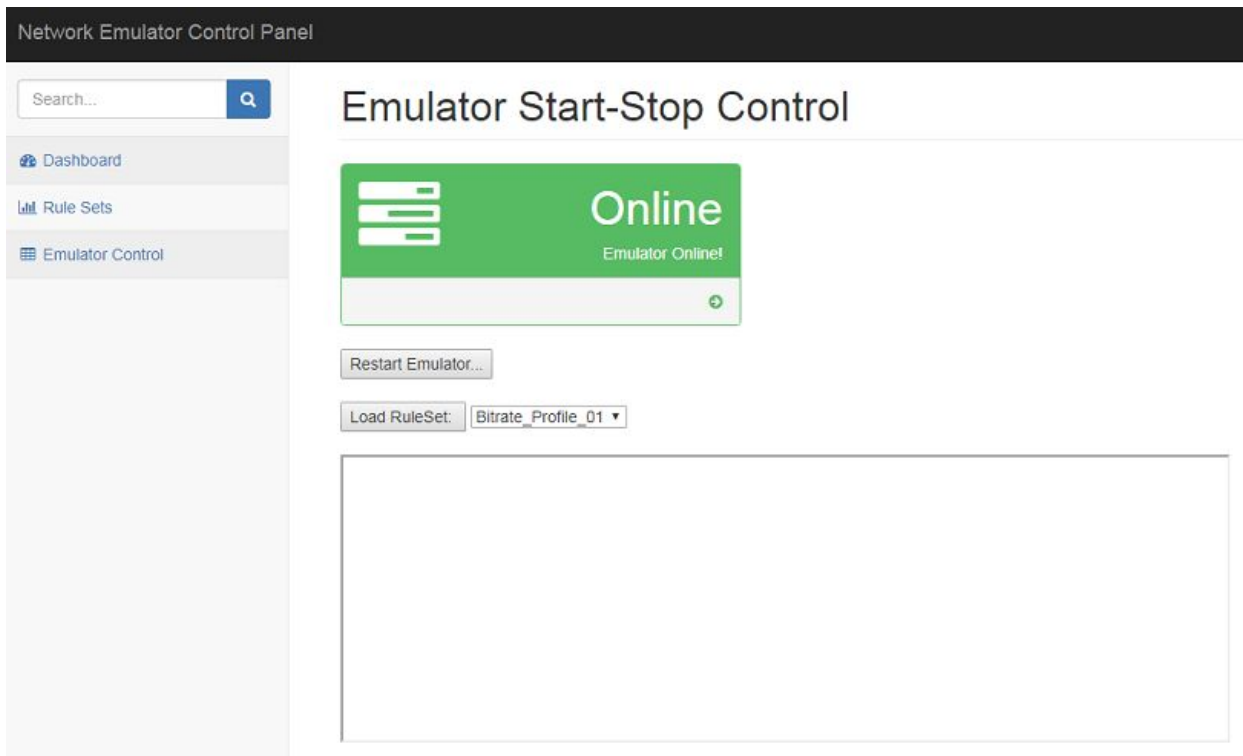 Network Emulator Control Panel
Search...
Dashboard
Rule Sets
Emulator Control
Emulator Start-Stop Control
Online
Emulator Online!
Restart Emulator...
Load RuleSet: Bitrate_Profile_01